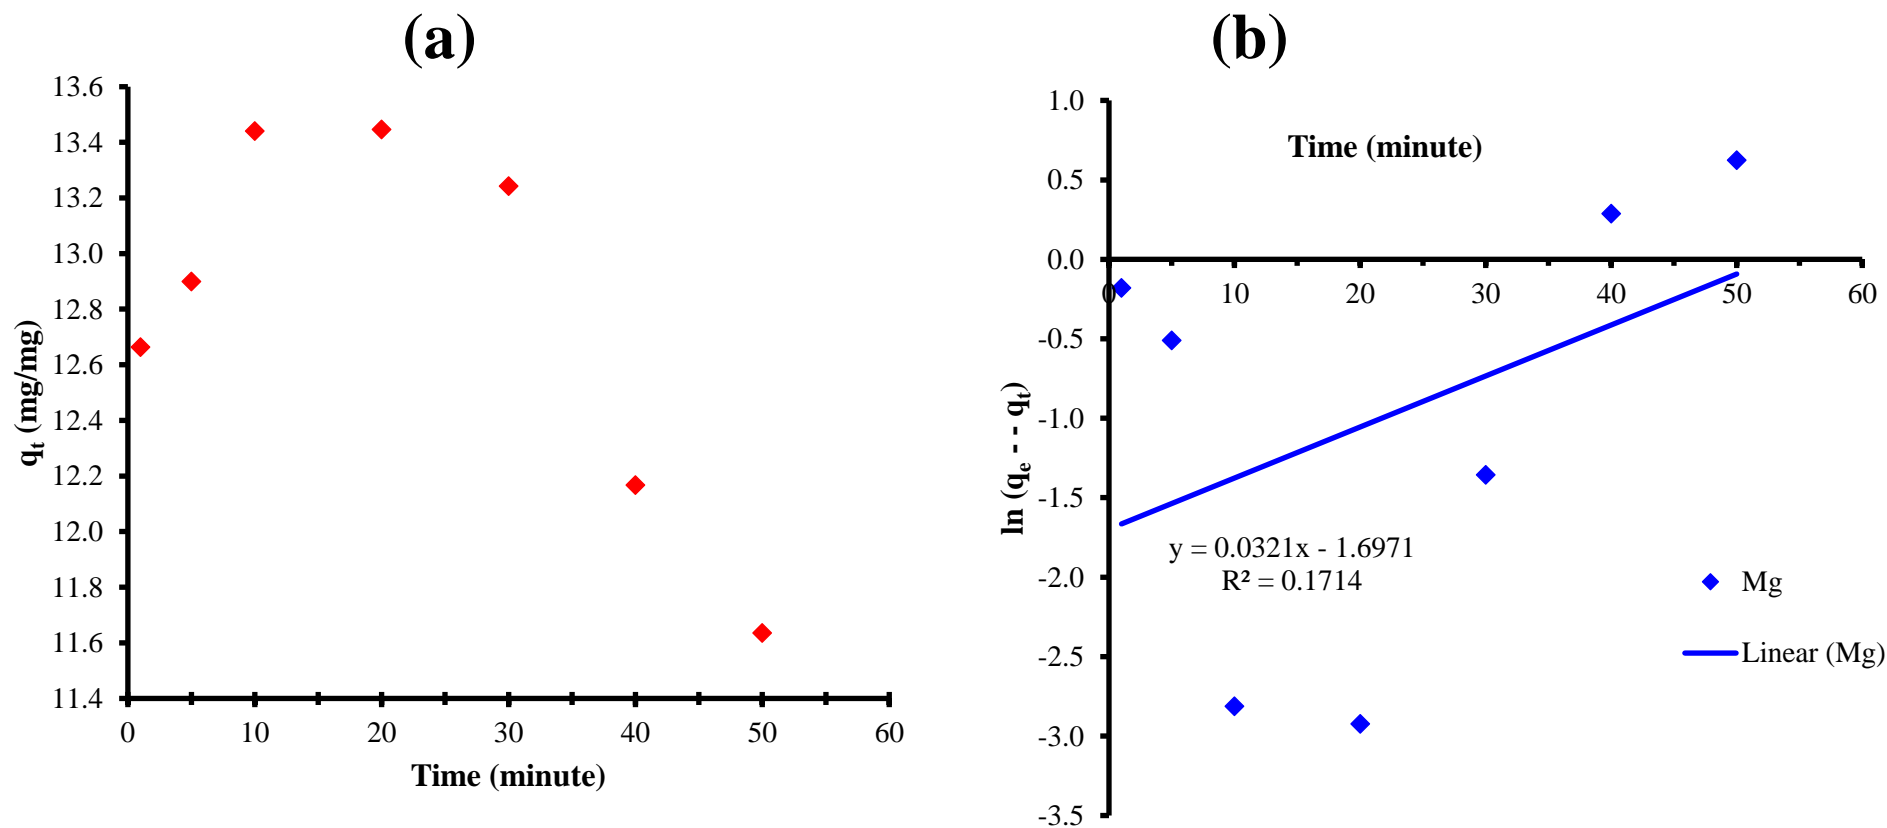 (a)
13.6
13.4
13.2
13.0
12.8
12.6
12.4
12.2
12.0
11.8
11.6
11.4
qt (mg/mg)
0 10 20 30 40 50 60
Time (minute)
(b)
1.0
0.5
0.0
-0.5
-1.0
-1.5
-2.0
-2.5
-3.0
-3.5
ln (qe - - qt)
Time (minute)
0 10 20 30 40 50 60
y = 0.0321x - 1.6971
R² = 0.1714
Mg
Linear (Mg)